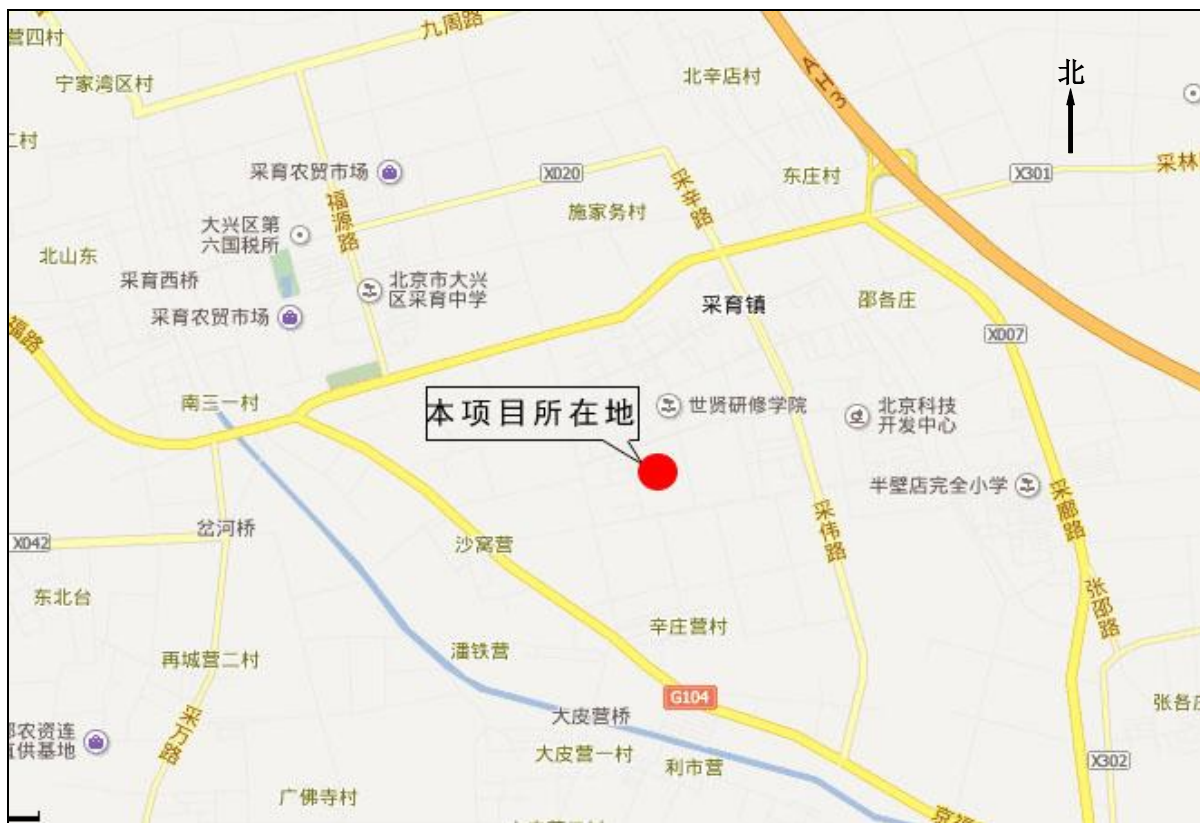 九周路
营四村
北
北辛店村
宁家湾区村
AH3
二村
采林
采育农贸市场
X020
X301
东庄村
采辛路
福源路
施家务村
大兴区第
六国税所
北山东
采育西桥
北京市大兴
区采育中学
采育镇
邵各庄
采育农贸市场
福路
X007
南三一村
本项目所在地
世贤研修学院
北京科技
开发中心
半壁店完全小学
采廊路
岔河桥
采伟路
X042
沙窝营
东北台
张邵路
辛庄营村
潘铁营
再城营二村
G104
张各庄
采万路
大皮营桥
农资连
直供基地
大皮营一村
利市营
X302
广佛寺村
京福